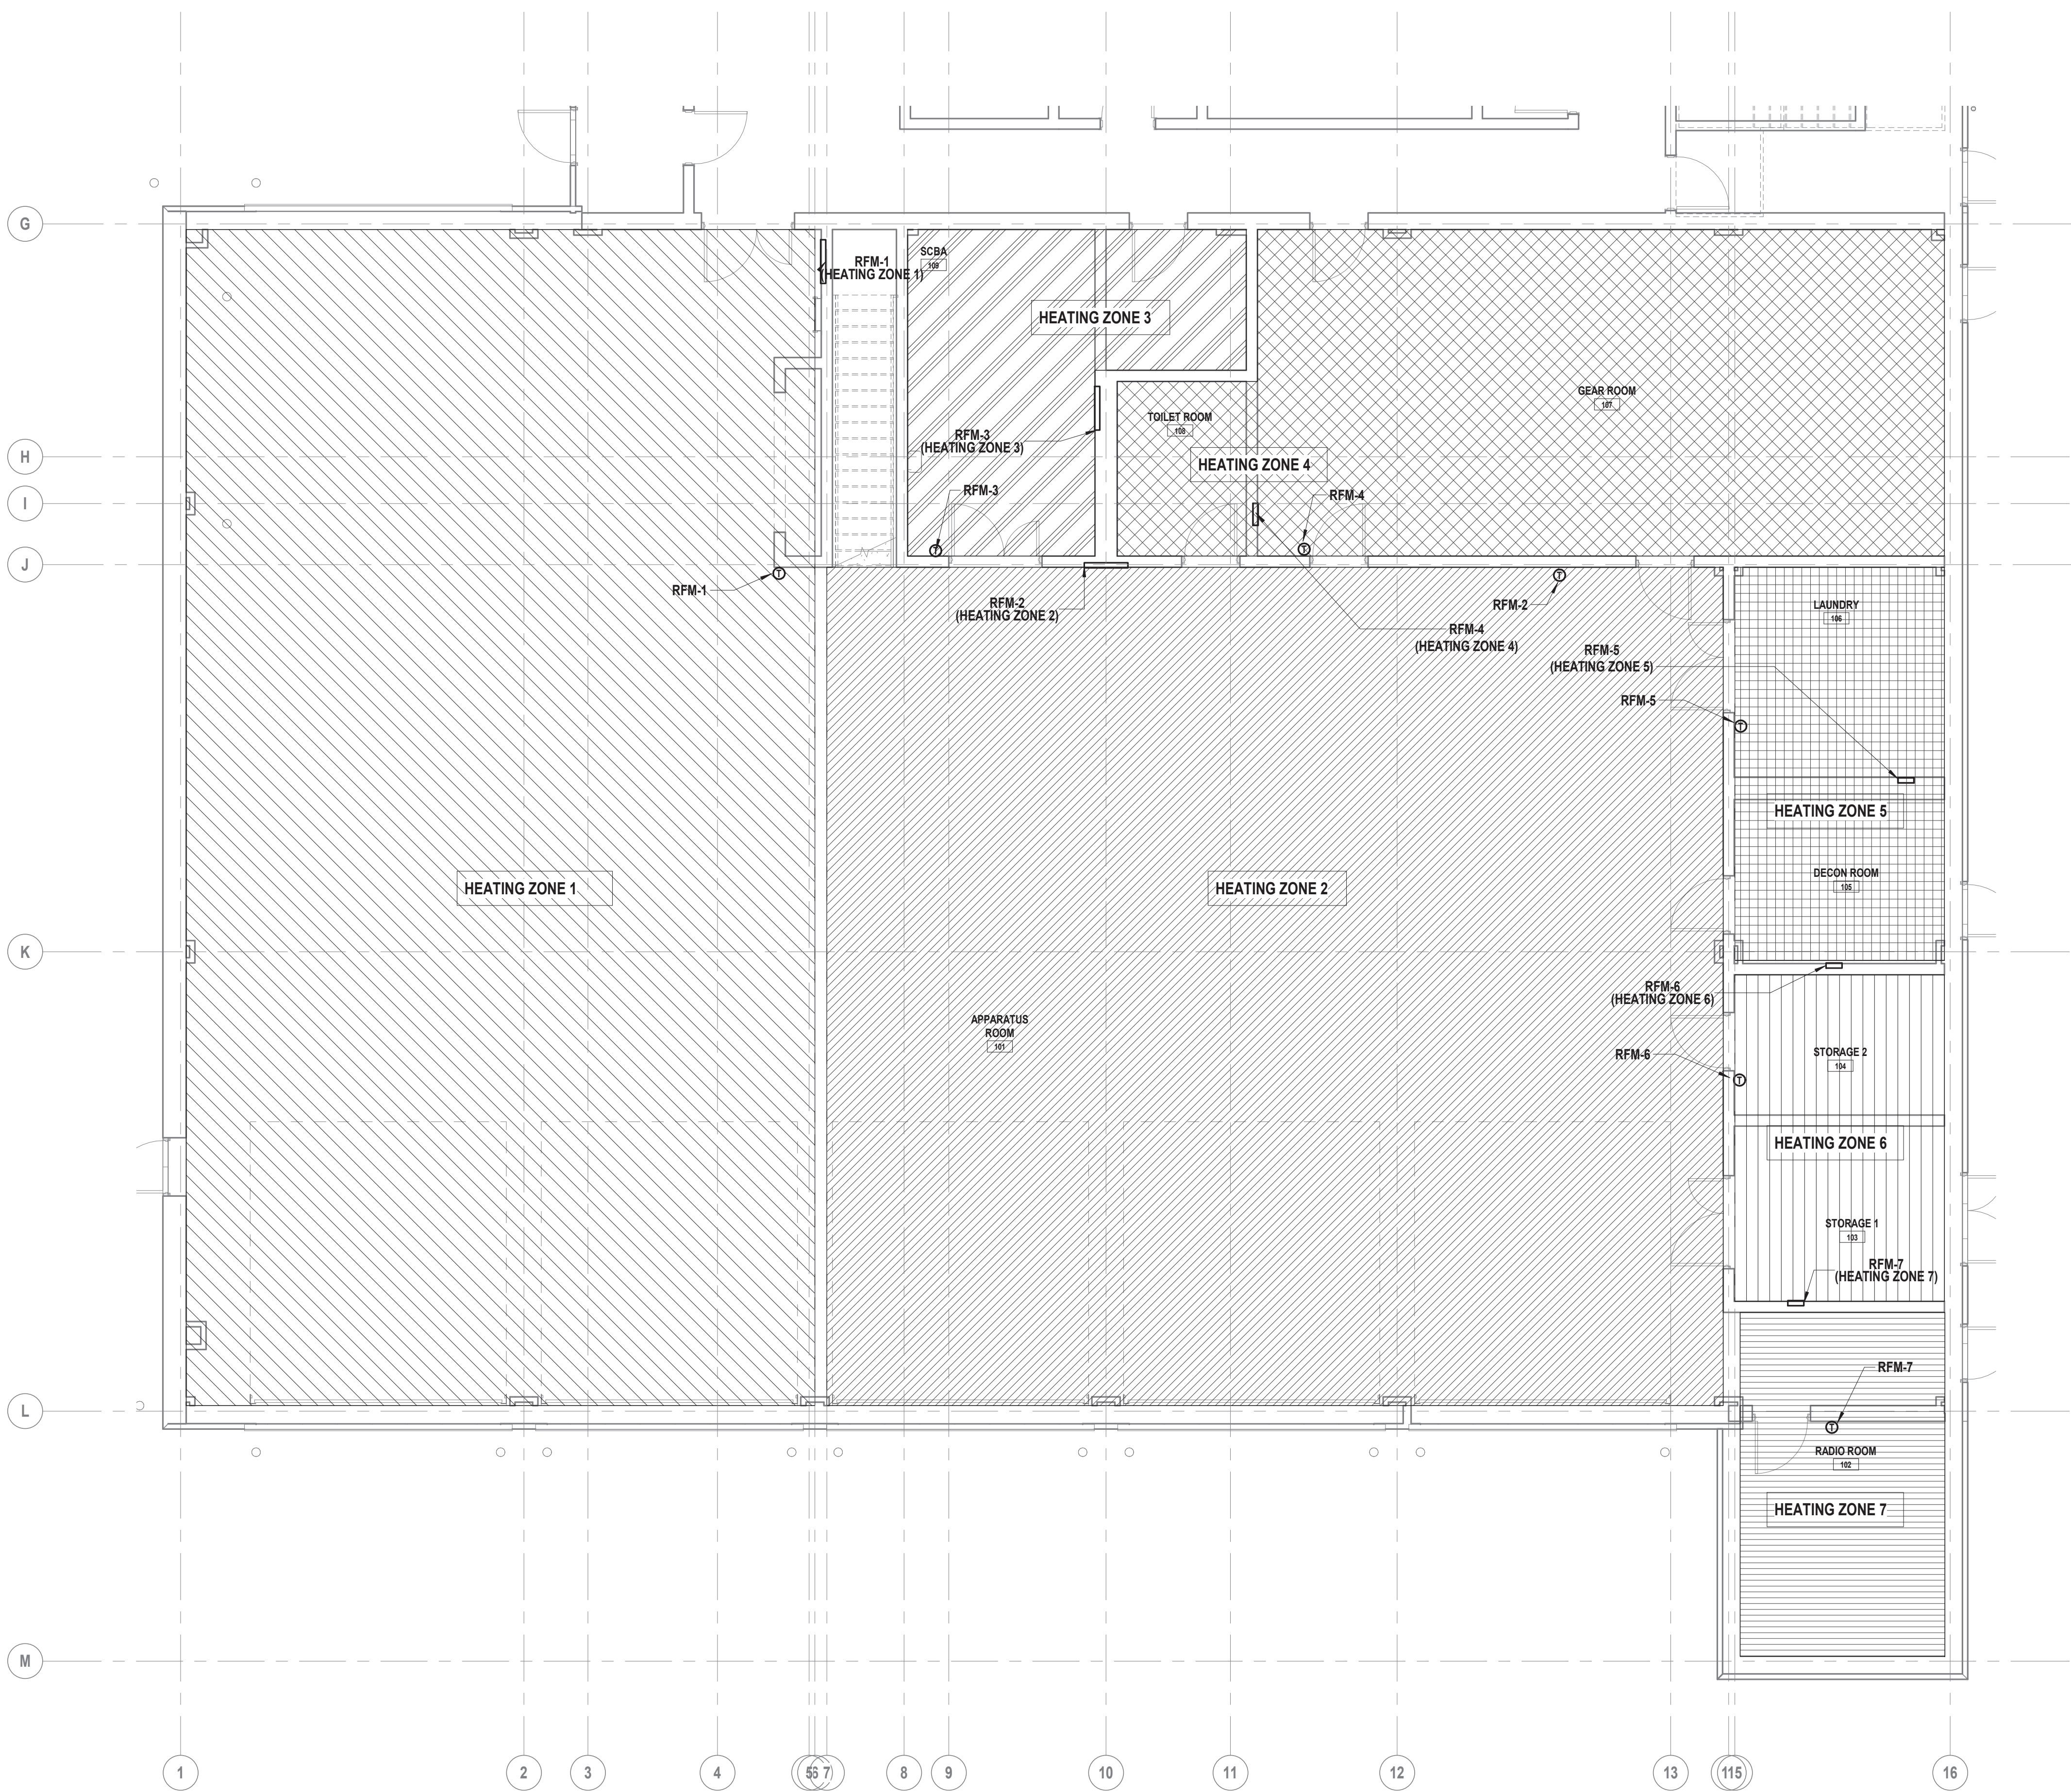 G
RFM-1
(HEATING ZONE 1)
SCBA
109
HEATING ZONE 3
GEAR ROOM
107
TOILET ROOM
108
RFM-3
(HEATING ZONE 3)
H
HEATING ZONE 4
RFM-3
RFM-4
I
J
RFM-1
RFM-2
(HEATING ZONE 2)
RFM-2
LAUNDRY
106
RFM-4
(HEATING ZONE 4)
RFM-5
(HEATING ZONE 5)
RFM-5
HEATING ZONE 5
HEATING ZONE 1
HEATING ZONE 2
DECON ROOM
105
K
RFM-6
(HEATING ZONE 6)
APPARATUS
ROOM
101
RFM-6
STORAGE 2
104
HEATING ZONE 6
STORAGE 1
103
RFM-7
(HEATING ZONE 7)
RFM-7
L
RADIO ROOM
102
HEATING ZONE 7
M
1
2
3
4
5
6
7
8
9
10
11
12
13
15
16
T
T
T
T
T
T
T